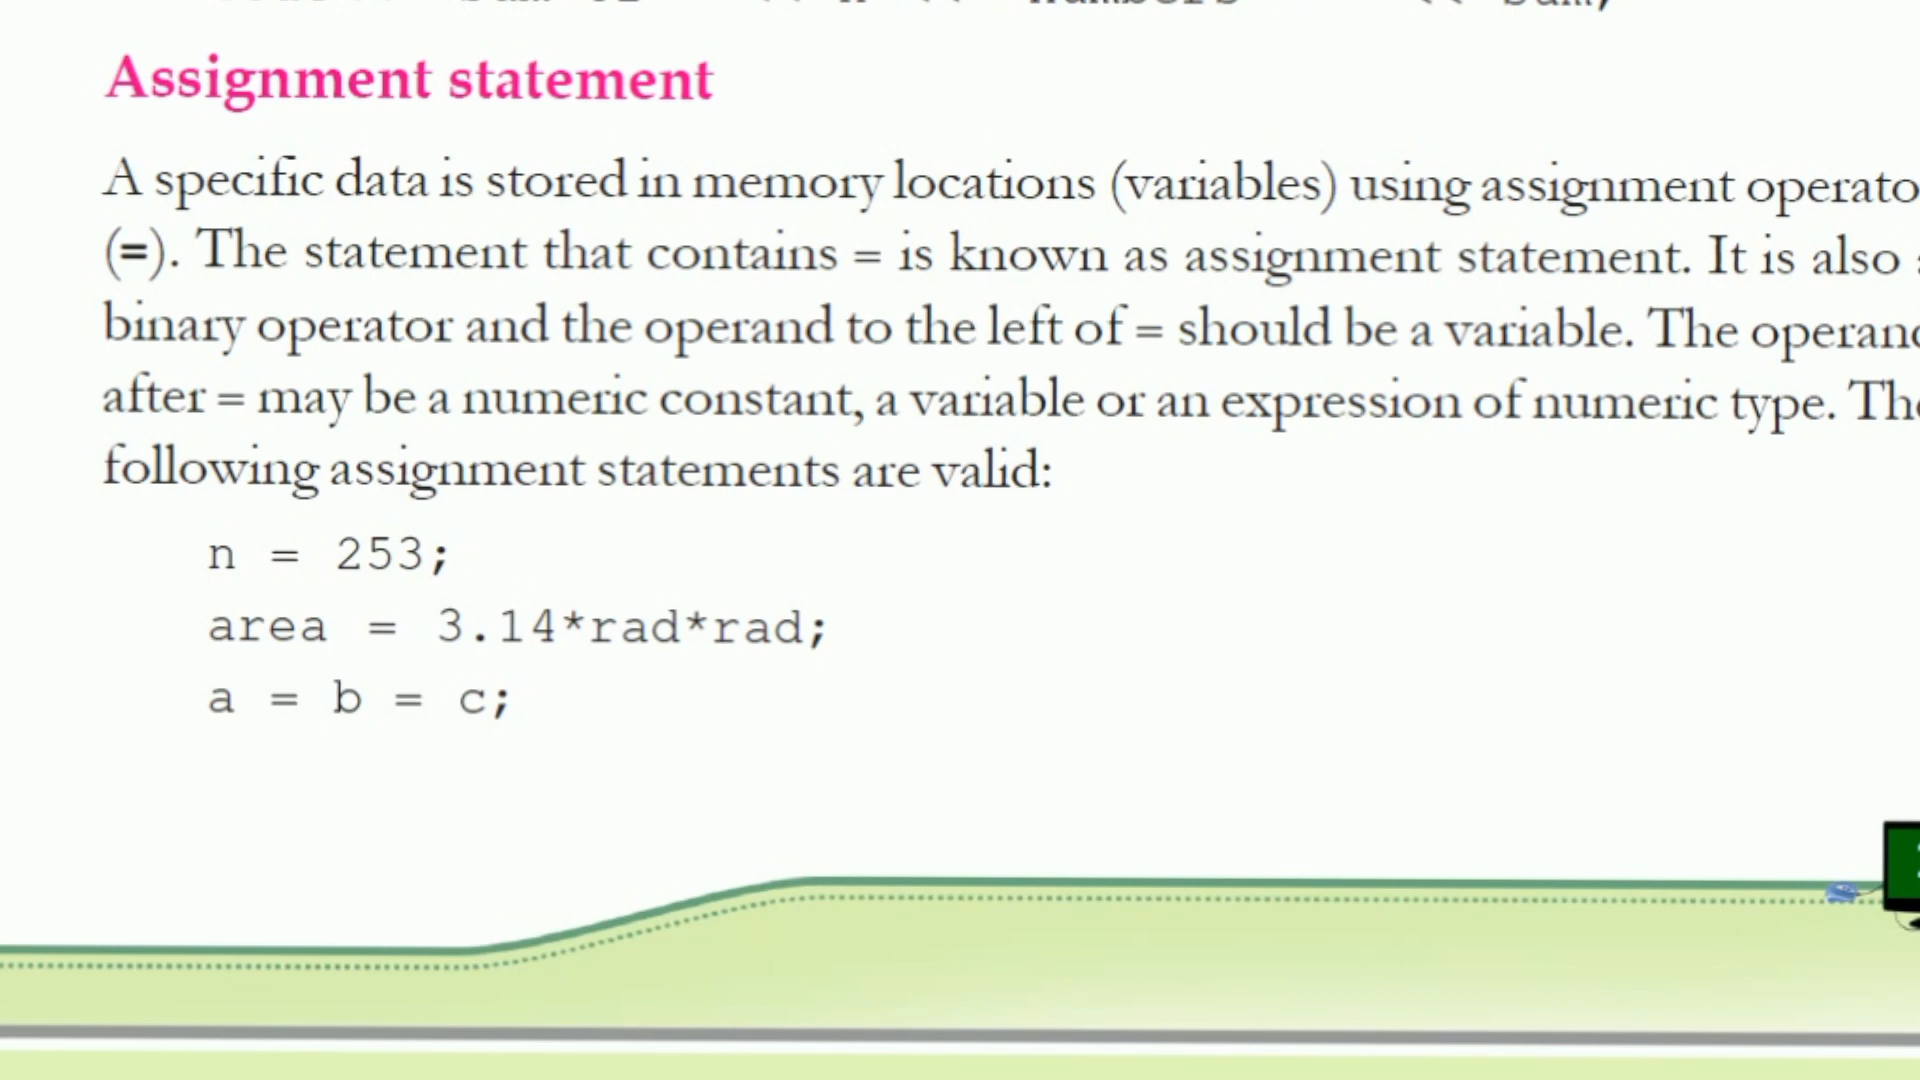 Assignment statement
A specific data is stored in memory locations (variables) using assignment operato
(=). The statement that contains = is known as assignment statement. It is also
binary operator and the operand to the left of = should be a variable. The operand
after = may be a numeric constant, a variable or an expression of numeric type. The
following assignment statements are valid:
n = 253;
area = 3.14*rad*rad;
a = b = c;